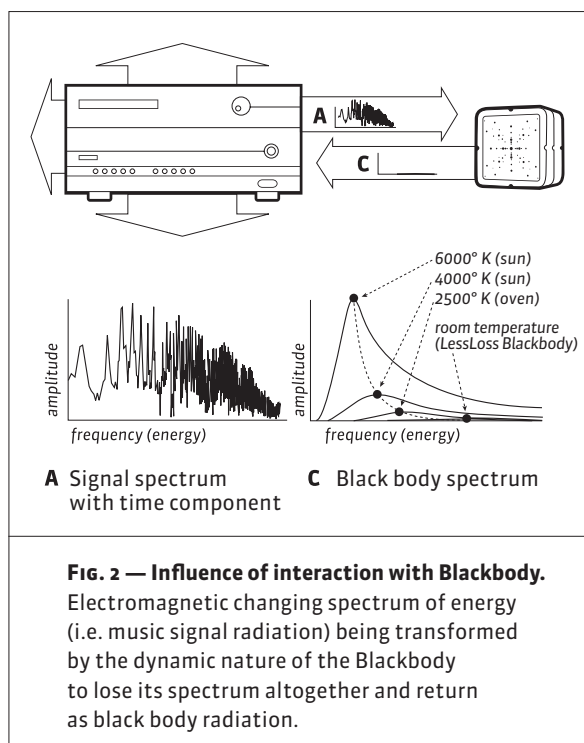 A
C
6000° K (sun)
4000° K (sun)
2500° K (oven)
room temperature
(LessLoss Blackbody)
amplitude
frequency (energy)
amplitude
frequency (energy)
A Signal spectrum
with time component
C Black body spectrum
FIG. 2 — Influence of interaction with Blackbody.
Electromagnetic changing spectrum of energy
(i.e. music signal radiation) being transformed
by the dynamic nature of the Blackbody
to lose its spectrum altogether and return
as black body radiation.